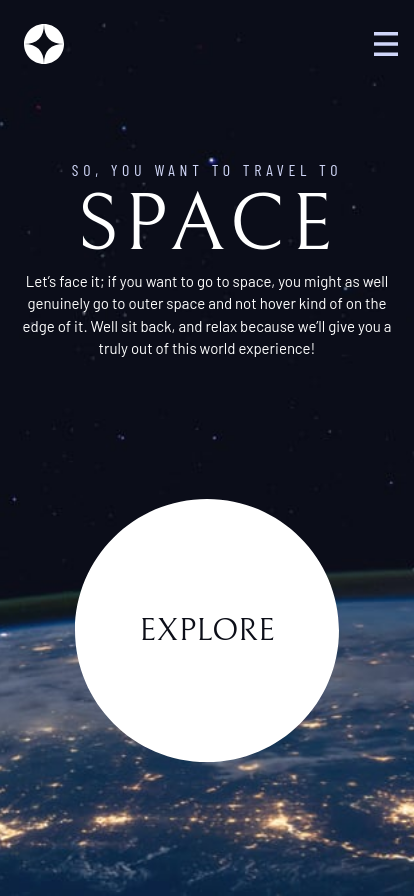 SO, YOU WANT TO TRAVEL TO
SPACE
Let’s face it; if you want to go to space, you might as well
genuinely go to outer space and not hover kind of on the
edge of it. Well sit back, and relax because we’ll give you a
truly out of this world experience!
EXPLORE